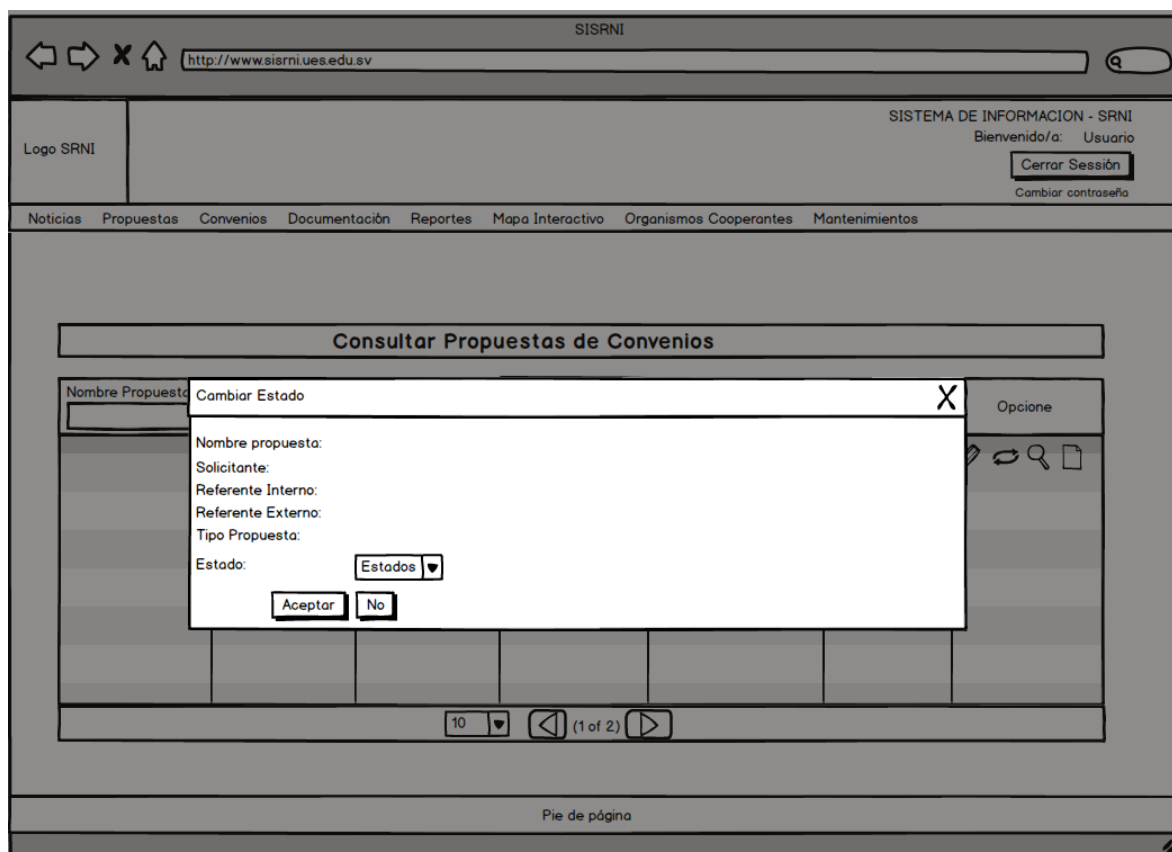 SISRNI
http://www.sisrni.ues.edu.sv
SISTEMA DE INFORMACION - SRNI
Logo SRNI
Bienvenido/a: Usuario
Cerrar Sessión
Cambiar contraseña
Noticias Propuestas Convenios Documentación Reportes Mapa Interactivo Organismos Cooperantes Mantenimientos
Consultar Propuestas de Convenios
Nombre Propuesta
Cambiar Estado
X
Opcione
Nombre propuesta:
Solicitante:
Referente Interno:
Referente Externo:
Tipo Propuesta:
Estado: Estados
Aceptar No
10 (1 of 2)
Pie de página